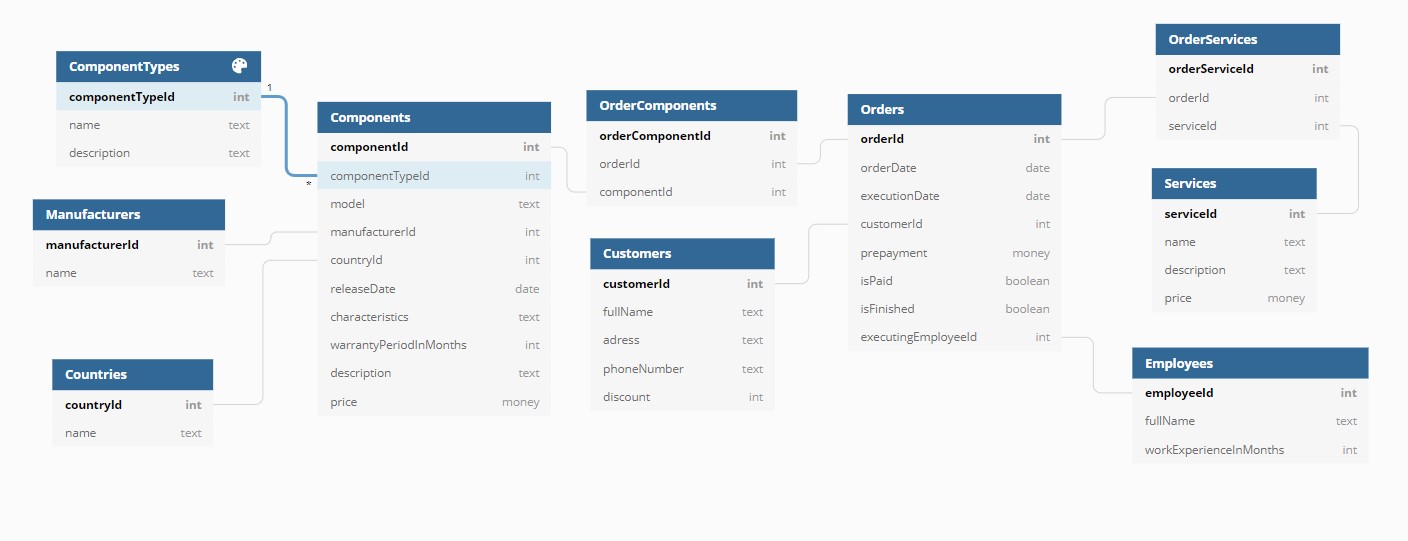 ComponentTypes
componentTypeId int
name text
description text
1
*
Manufacturers
manufacturerId int
name text
Countries
countryId int
name text
Components
componentId int
componentTypeId int
model text
manufacturerId int
countryId int
releaseDate date
characteristics text
warrantyPeriodInMonths int
description text
price money
OrderComponents
orderComponentId int
orderId int
componentId int
Customers
customerId int
fullName text
adress text
phoneNumber text
discount int
Orders
orderId int
orderDate date
executionDate date
customerId int
prepayment money
isPaid boolean
isFinished boolean
executingEmployeeId int
OrderServices
orderServiceId int
orderId int
serviceId int
Services
serviceId int
name text
description text
price money
Employees
employeeId int
fullName text
workExperienceInMonths int